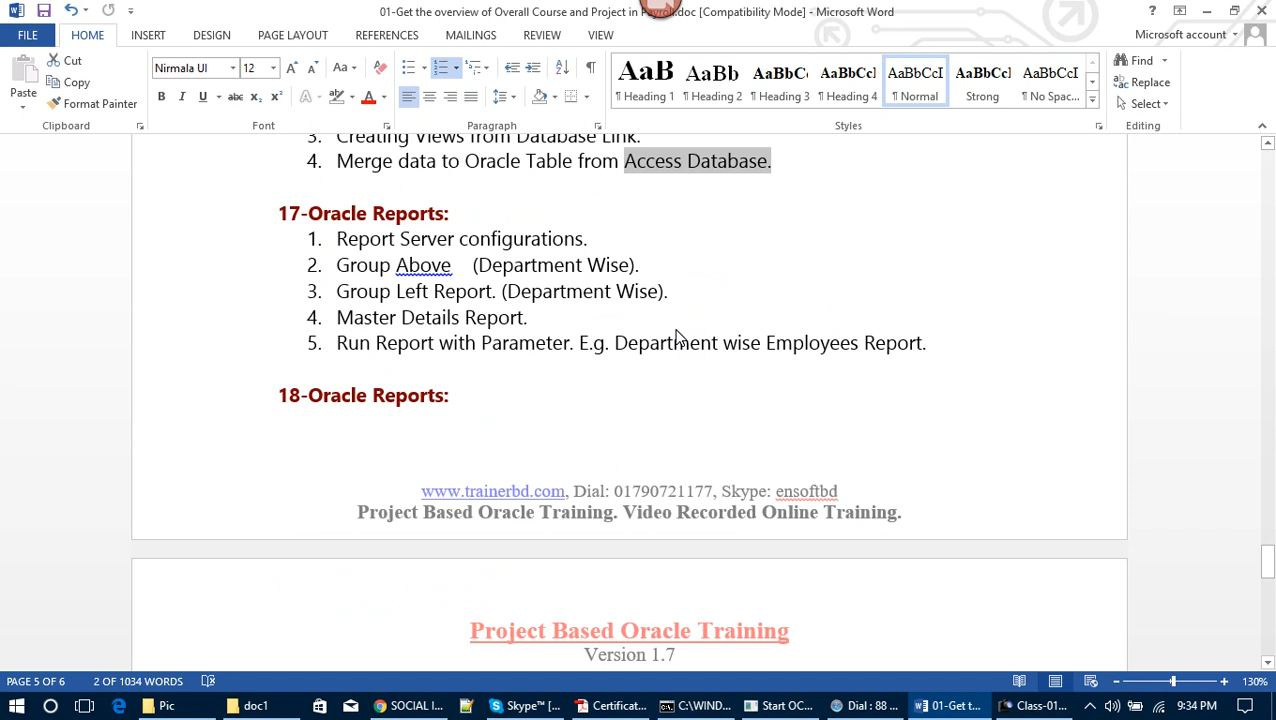 01-Get the overview of Overall Course and Project in Payroll.doc [Compatibility Mode] - Microsoft Word
FILE HOME INSERT DESIGN PAGE LAYOUT REFERENCES MAILINGS REVIEW VIEW Microsoft account
Paste
Cut
Copy
Format Painter
Clipboard
Nirmala UI 12
Font
Paragraph
AaB AaBb AaBbC AaBbCcI AaBbCcI AaBbCcI AaBbCcI
¶ Heading 1 ¶ Heading 2 ¶ Heading 3 ¶ Heading 4 ¶ Normal Strong ¶ No Spac...
Styles
Find
Replace
Select
Editing
3. Creating Views from Database Link.
4. Merge data to Oracle Table from Access Database.
17-Oracle Reports:
1. Report Server configurations.
2. Group Above (Department Wise).
3. Group Left Report. (Department Wise).
4. Master Details Report.
5. Run Report with Parameter. E.g. Department wise Employees Report.
18-Oracle Reports:
www.trainerbd.com, Dial: 01790721177, Skype: ensoftbd
Project Based Oracle Training. Video Recorded Online Training.
Project Based Oracle Training
Version 1.7
PAGE 5 OF 6 2 OF 1034 WORDS 130%
Pic doc1 SOCIAL I... Skype™ [... Certificat... C:\WIND... Start OC... Dial : 88 ... 01-Get t... Class-01... 9:34 PM